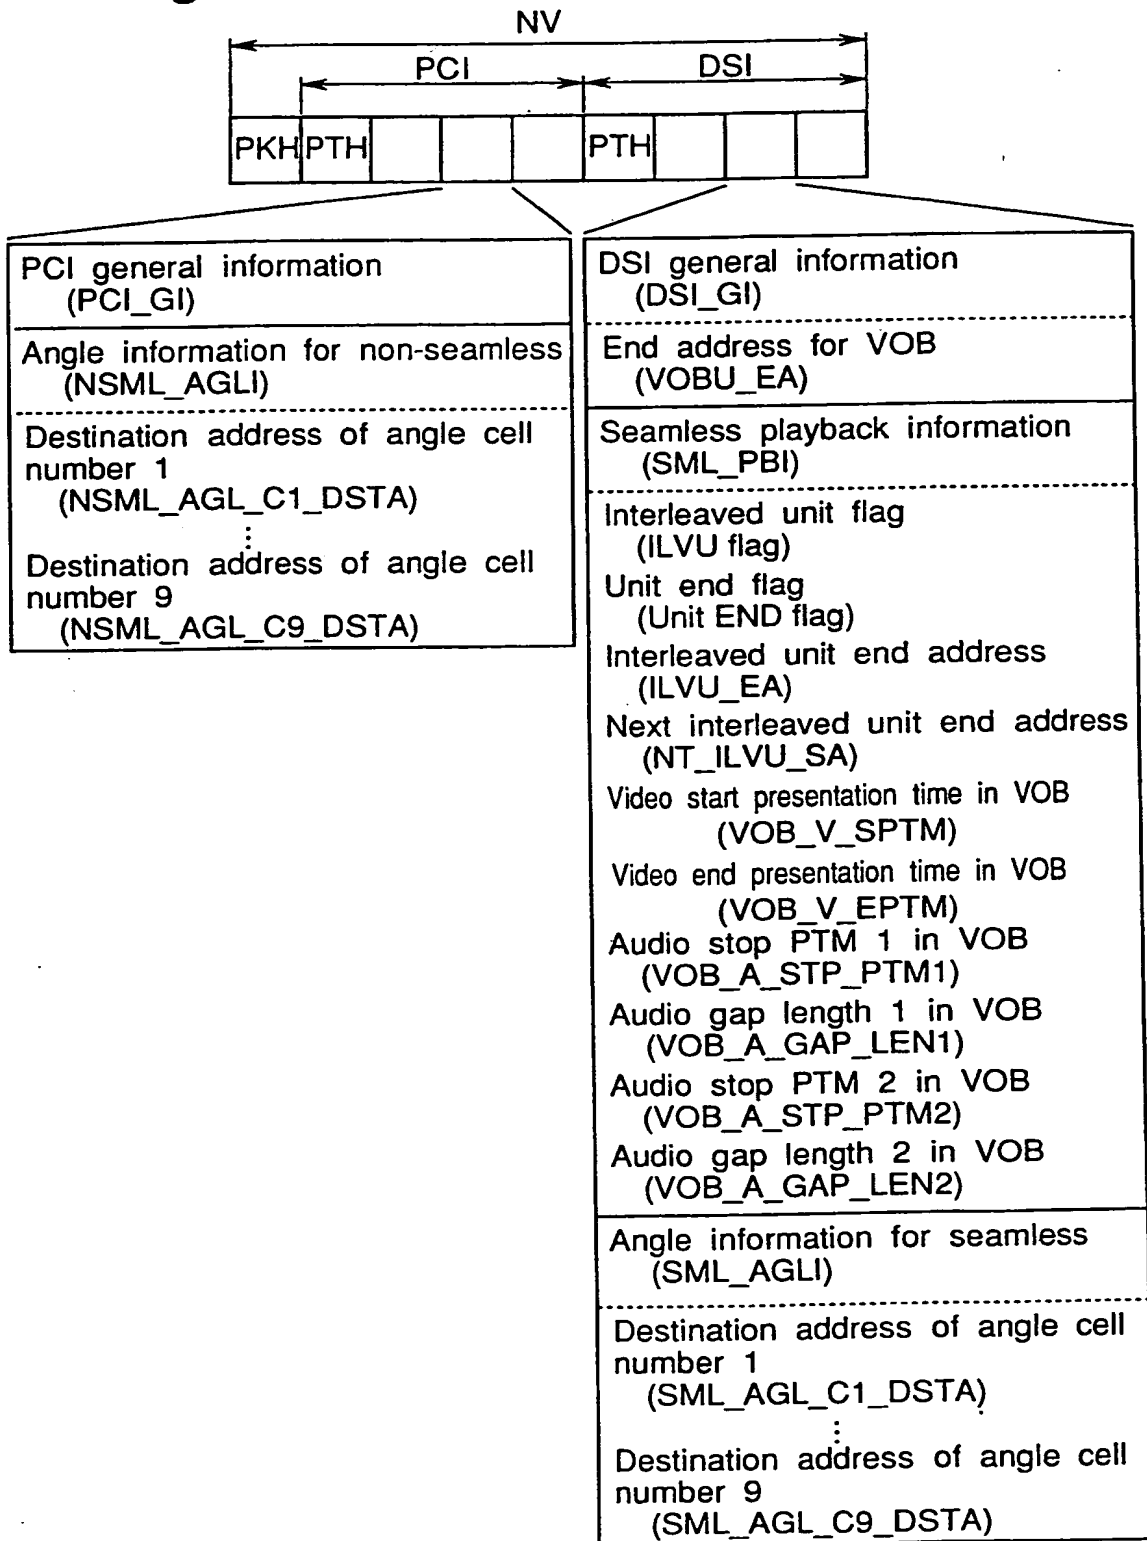 g
NV
PCI DSI
PKH PTH PTH
PCI general information
(PCI_GI)
Angle information for non-seamless
(NSML_AGLI)
Destination address of angle cell
number 1
(NSML_AGL_C1_DSTA)
⋮
Destination address of angle cell
number 9
(NSML_AGL_C9_DSTA)
DSI general information
(DSI_GI)
End address for VOB
(VOBU_EA)
Seamless playback information
(SML_PBI)
Interleaved unit flag
(ILVU flag)
Unit end flag
(Unit END flag)
Interleaved unit end address
(ILVU_EA)
Next interleaved unit end address
(NT_ILVU_SA)
Video start presentation time in VOB
(VOB_V_SPTM)
Video end presentation time in VOB
(VOB_V_EPTM)
Audio stop PTM 1 in VOB
(VOB_A_STP_PTM1)
Audio gap length 1 in VOB
(VOB_A_GAP_LEN1)
Audio stop PTM 2 in VOB
(VOB_A_STP_PTM2)
Audio gap length 2 in VOB
(VOB_A_GAP_LEN2)
Angle information for seamless
(SML_AGLI)
Destination address of angle cell
number 1
(SML_AGL_C1_DSTA)
⋮
Destination address of angle cell
number 9
(SML_AGL_C9_DSTA)